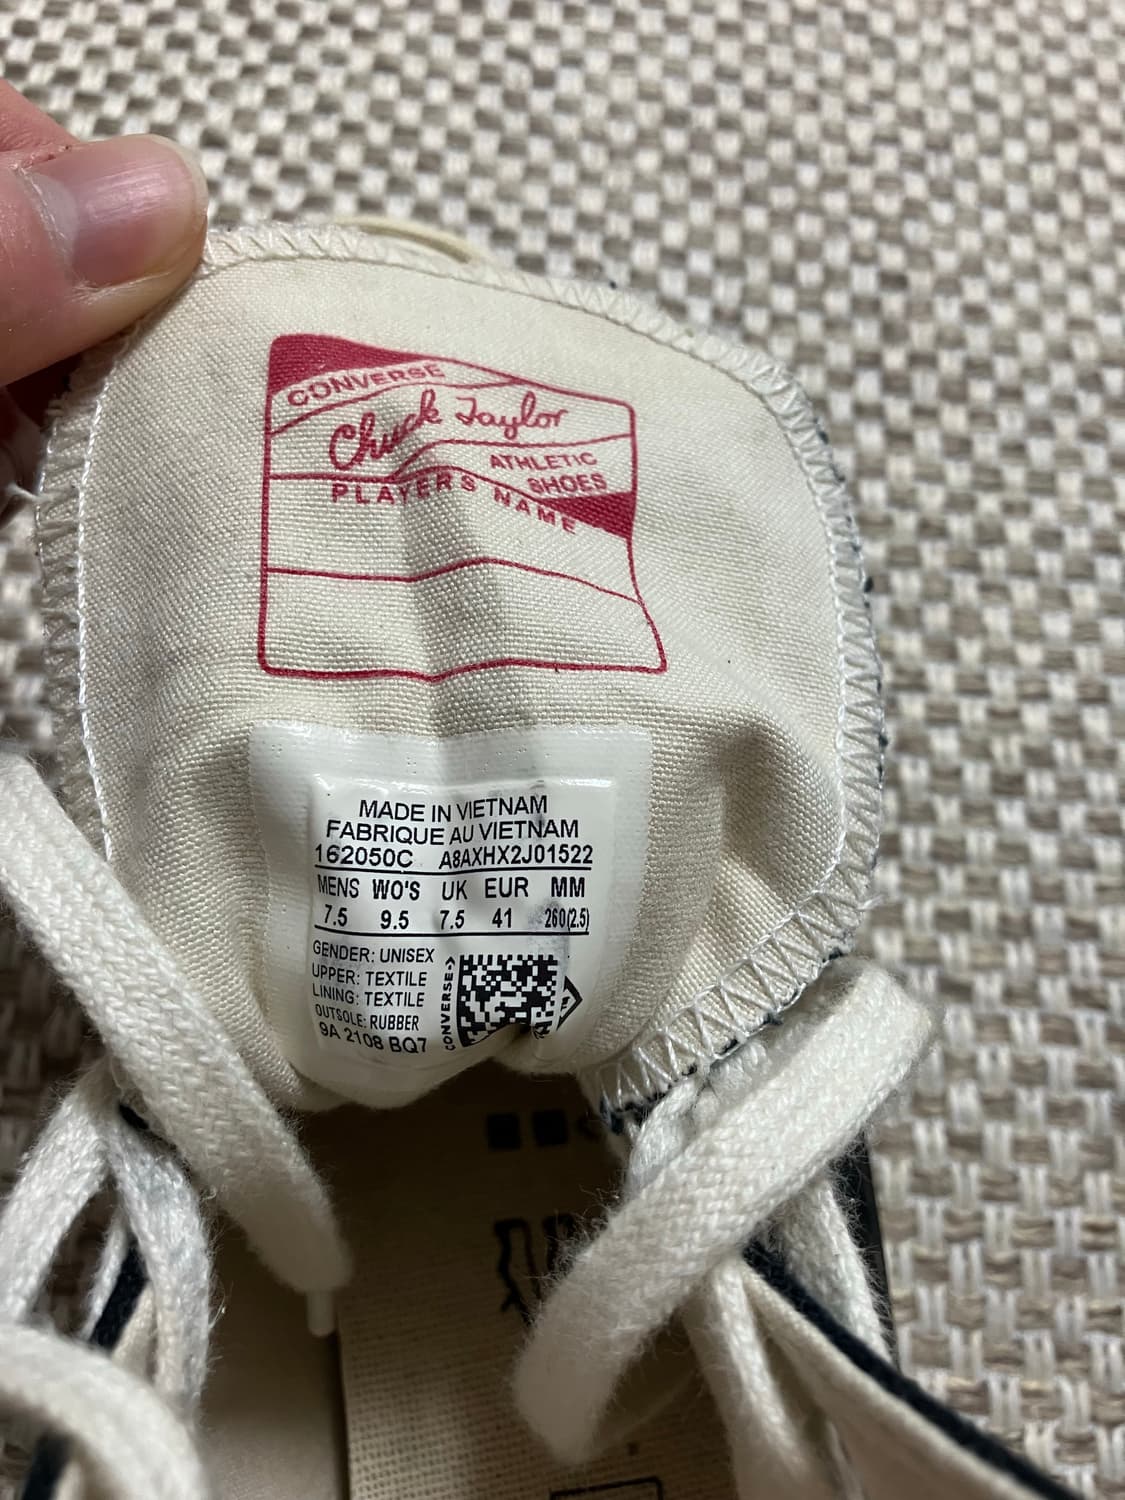 CONVERSE
Chuck Taylor
ATHLETIC
SHOES
PLAYERS NAME
MADE IN VIETNAM
FABRIQUE AU VIETNAM
162050C A8AXHX2J01522
MENS WO'S UK EUR MM
7.5 9.5 7.5 41 260(2.5)
GENDER: UNISEX
UPPER: TEXTILE
LINING: TEXTILE
OUTSOLE: RUBBER
9A 2108 BQ7
CONVERSE->